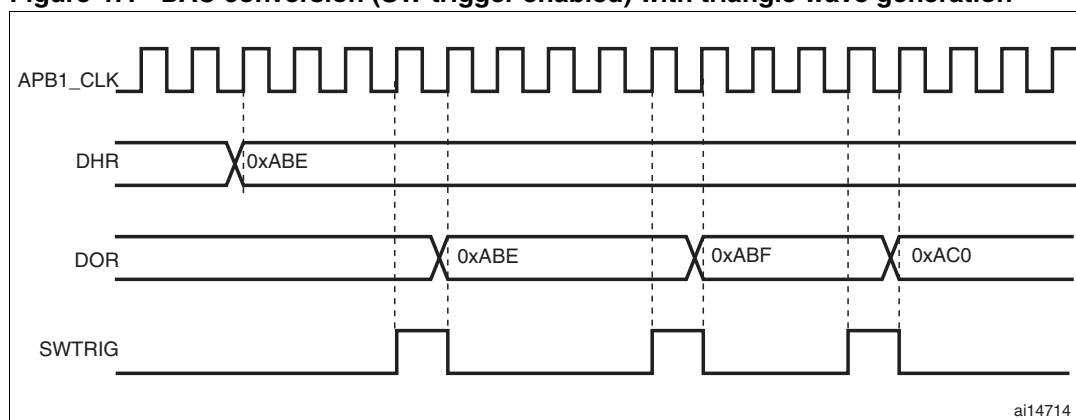 Figure 47. DAC conversion (SW trigger enabled) with triangle wave generation
APB1_CLK
DHR
0xABE
DOR
0xABE
0xABF
0xAC0
SWTRIG
ai14714